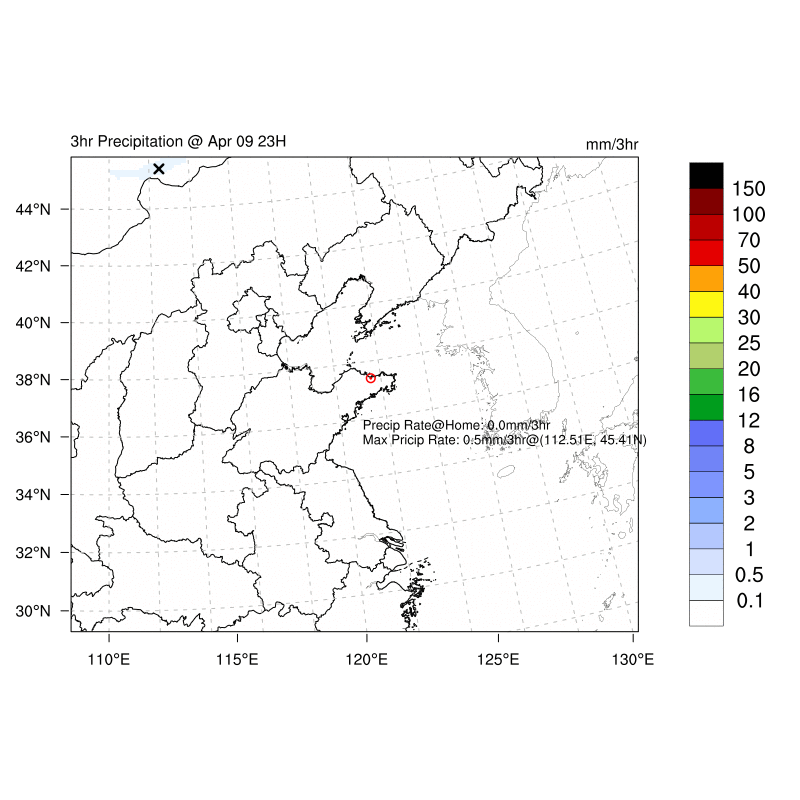 3hr Precipitation @ Apr 09 23H
mm/3hr
44°N
42°N
40°N
38°N
36°N
34°N
32°N
30°N
110°E
115°E
120°E
125°E
130°E
Precip Rate@Home: 0.0mm/3hr
Max Pricip Rate: 0.5mm/3hr@(112.51E, 45.41N)
150
100
70
50
40
30
25
20
16
12
8
5
3
2
1
0.5
0.1